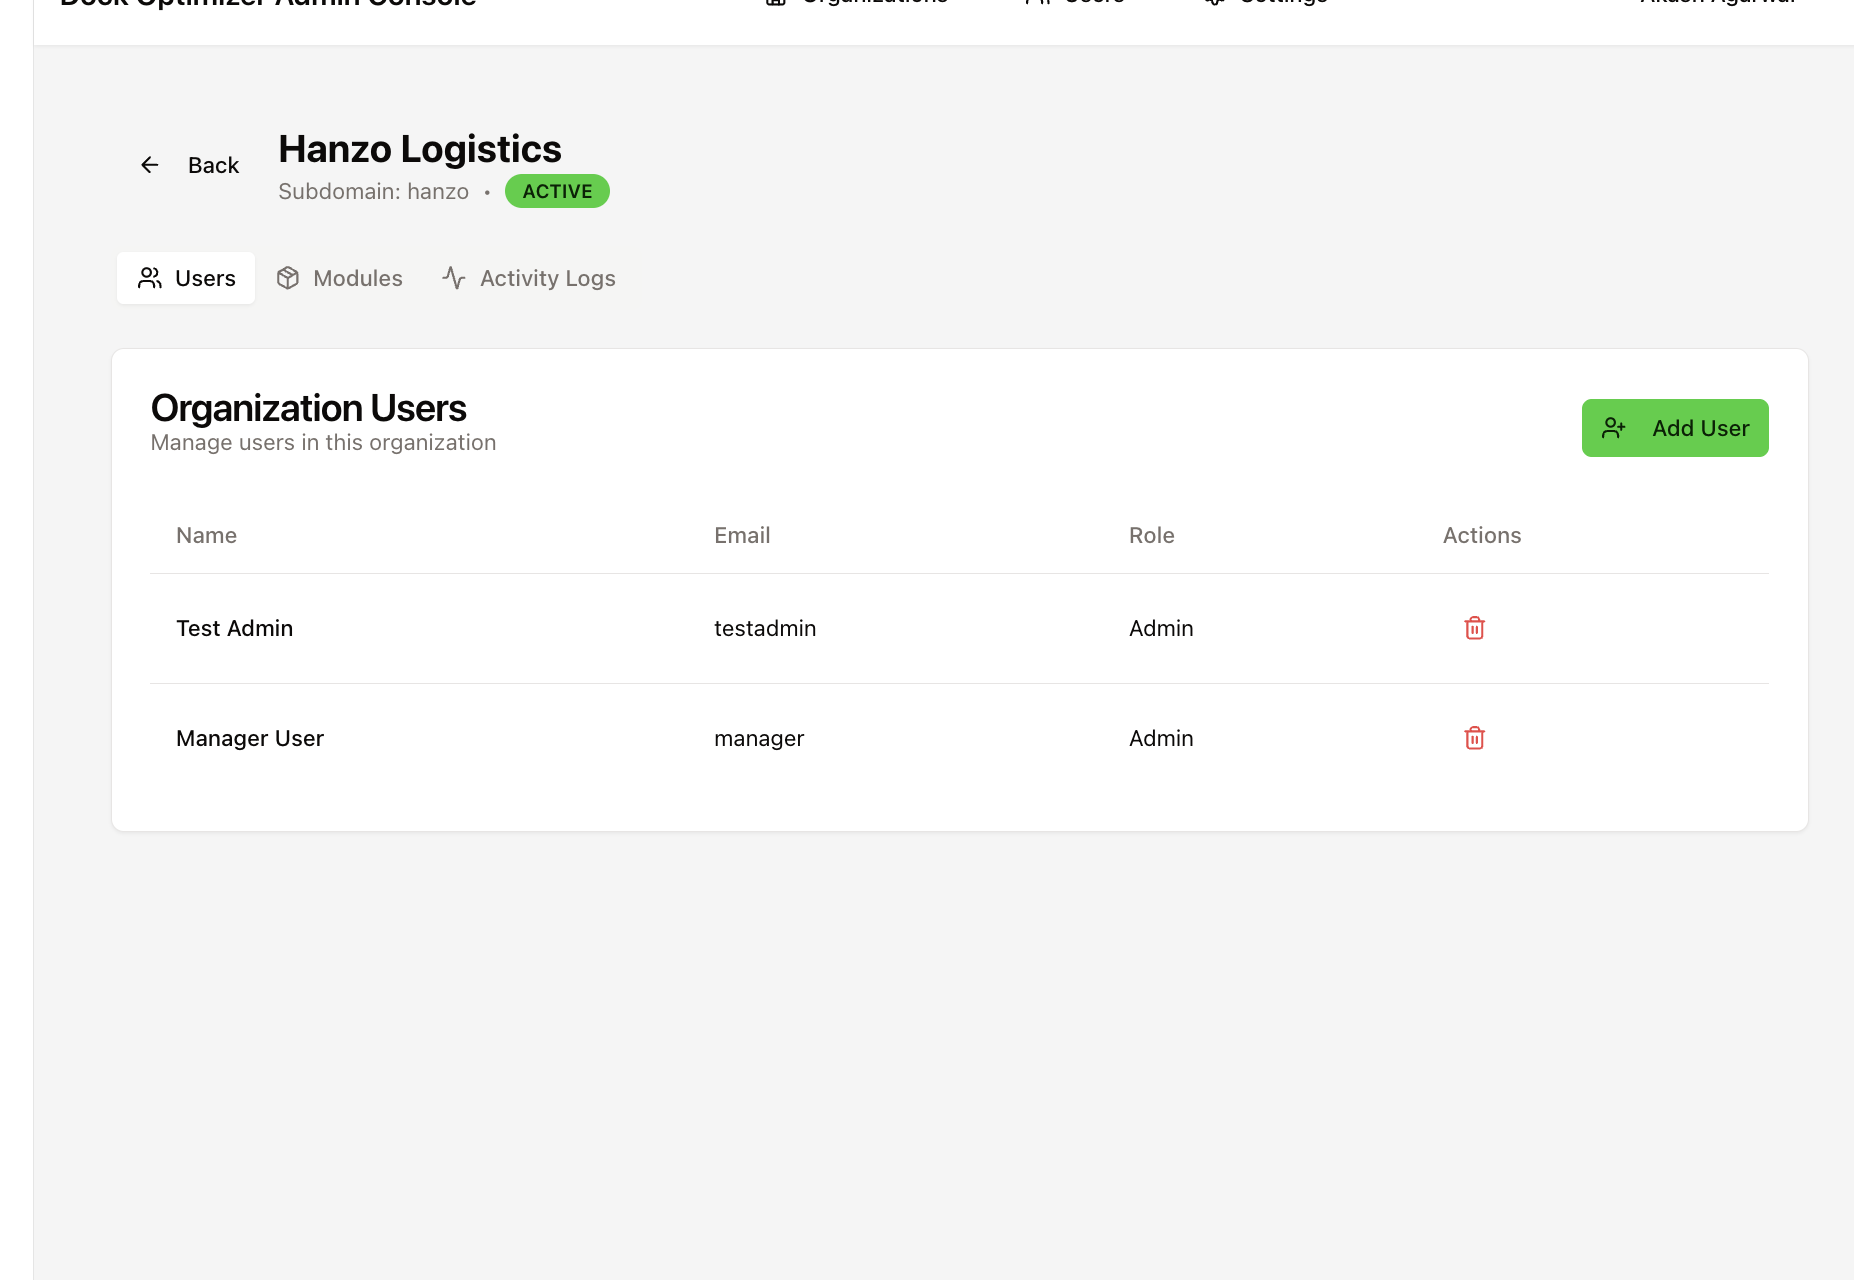 Dock Optimizer Admin Console Organizations Users Settings Akash Agarwal
Back
Hanzo Logistics
Subdomain: hanzo • ACTIVE
Users Modules Activity Logs
Organization Users
Manage users in this organization
Add User
Name Email Role Actions
Test Admin testadmin Admin
Manager User manager Admin